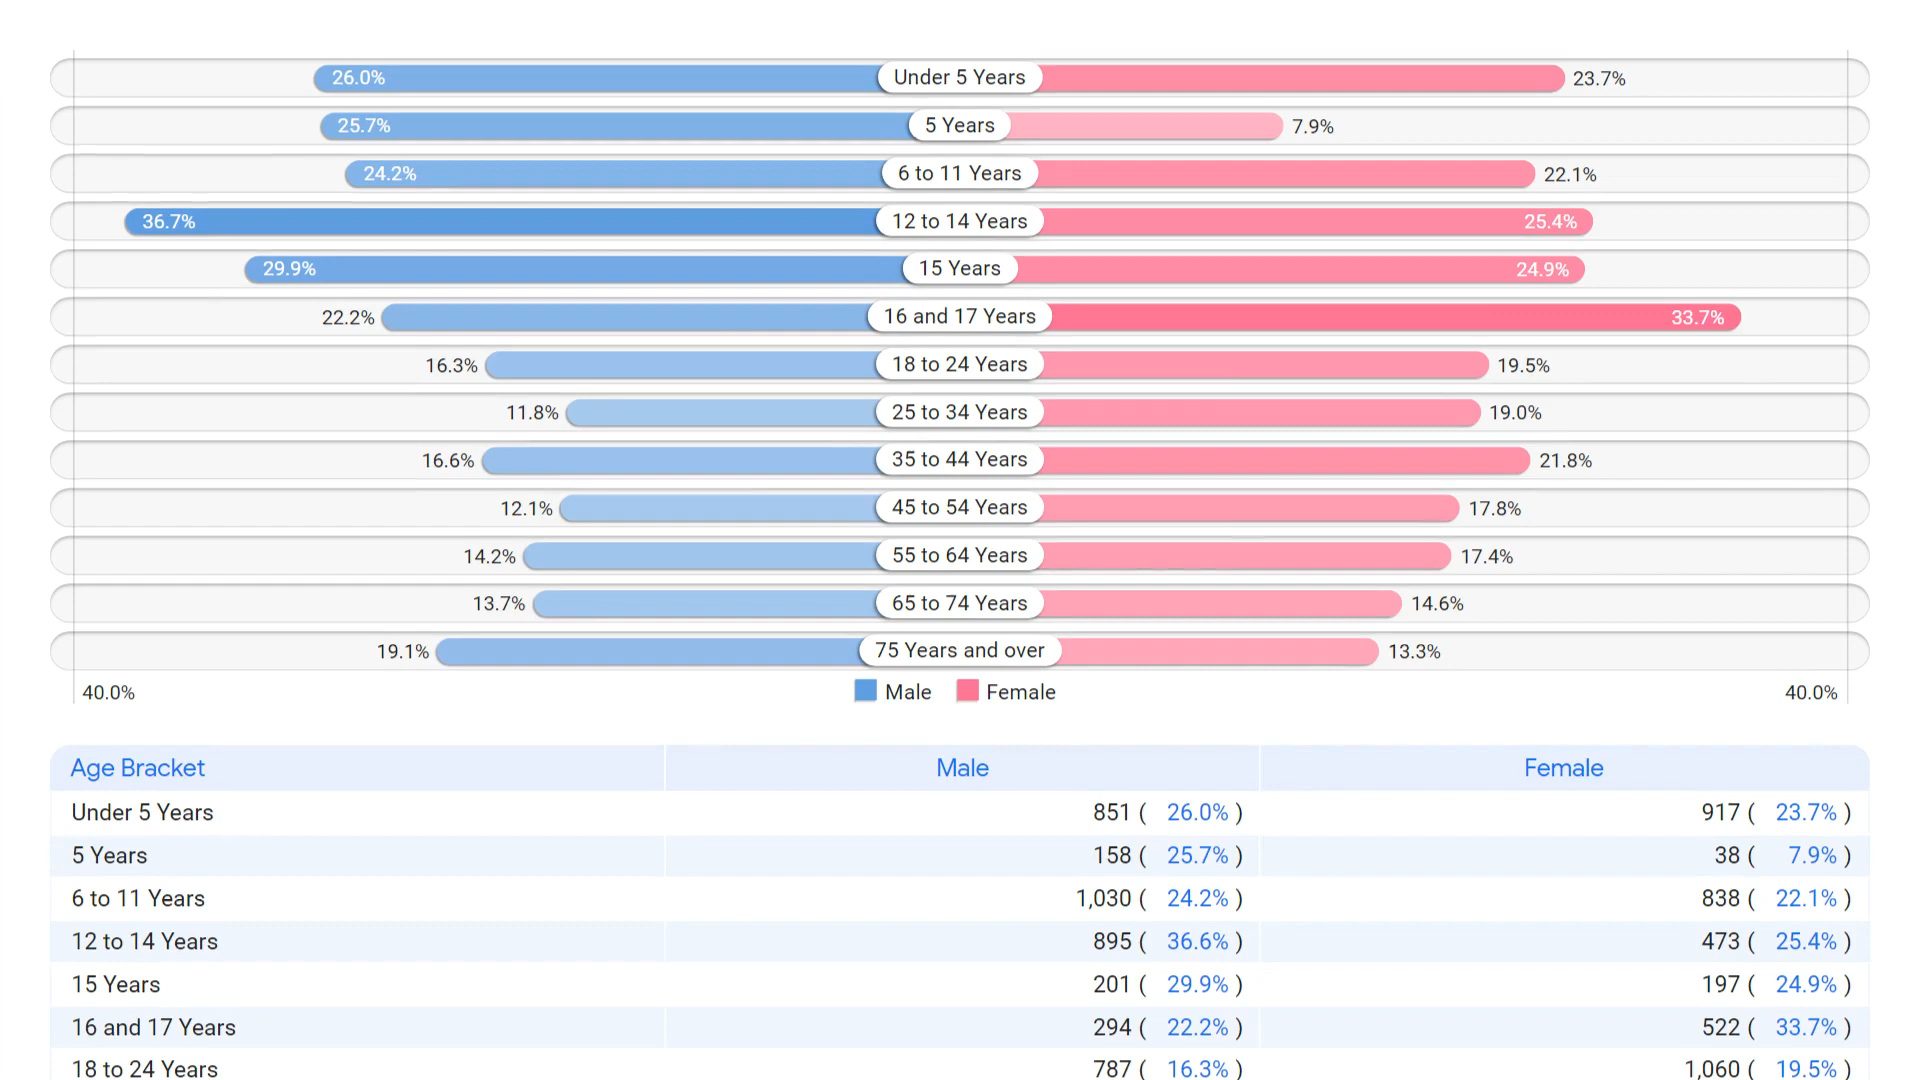 26.0% Under 5 Years 23.7%
25.7% 5 Years 7.9%
24.2% 6 to 11 Years 22.1%
36.7% 12 to 14 Years 25.4%
29.9% 15 Years 24.9%
22.2% 16 and 17 Years 33.7%
16.3% 18 to 24 Years 19.5%
11.8% 25 to 34 Years 19.0%
16.6% 35 to 44 Years 21.8%
12.1% 45 to 54 Years 17.8%
14.2% 55 to 64 Years 17.4%
13.7% 65 to 74 Years 14.6%
19.1% 75 Years and over 13.3%
40.0% Male Female 40.0%
Age Bracket Male Female
Under 5 Years 851 ( 26.0% ) 917 ( 23.7% )
5 Years 158 ( 25.7% ) 38 ( 7.9% )
6 to 11 Years 1,030 ( 24.2% ) 838 ( 22.1% )
12 to 14 Years 895 ( 36.6% ) 473 ( 25.4% )
15 Years 201 ( 29.9% ) 197 ( 24.9% )
16 and 17 Years 294 ( 22.2% ) 522 ( 33.7% )
18 to 24 Years 787 ( 16.3% ) 1,060 ( 19.5% )